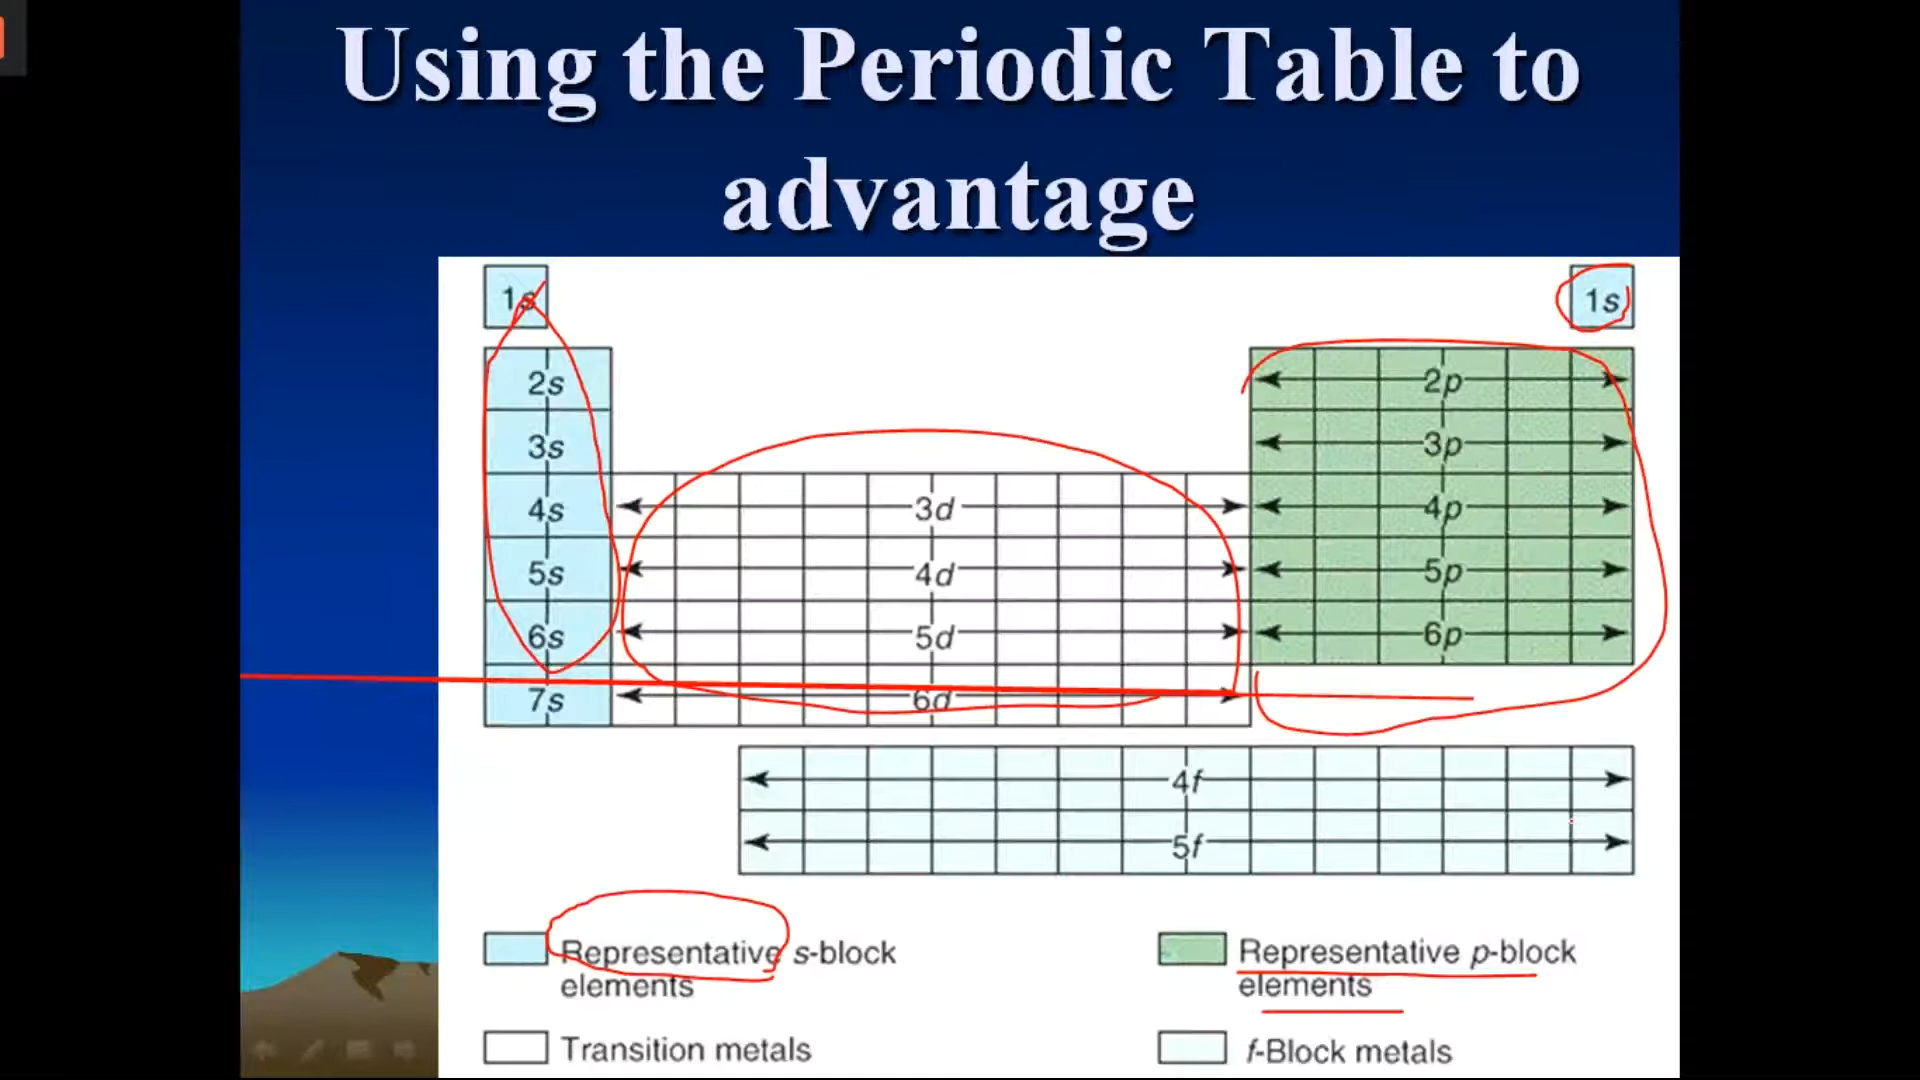 Using the Periodic Table to
advantage
1s 1s
2s 2p
3s 3p
4s 3d 4p
5s 4d 5p
6s 5d 6p
7s 6d
4f
5f
Representative s-block Representative p-block
elements elements
Transition metals f-Block metals